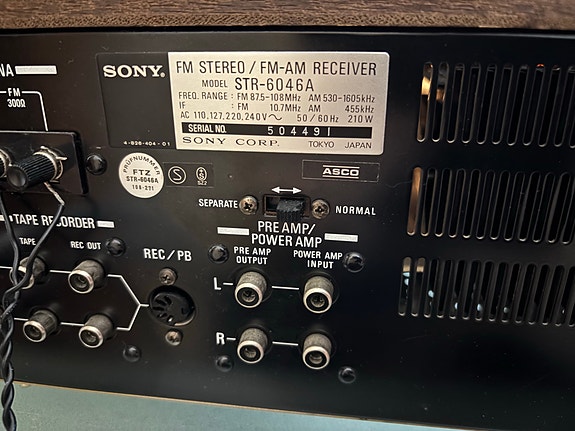 NA
FM
300Ω
SONY®
FM STEREO / FM-AM RECEIVER
MODEL STR-6046A
FREQ. RANGE : FM 87.5-108MHz AM 530-1605kHz
IF : FM 10.7MHz AM 455kHz
AC 110, 127, 220, 240V～ 50 / 60Hz 210W
SERIAL NO. 504491
SONY CORP. TOKYO JAPAN
4-826-404-01
PRÜFNUMMER
FTZ
STR-6046A
S
ASCO
SEPARATE
NORMAL
PRE AMP/
POWER AMP
TAPE RECORDER
TAPE
REC OUT
REC/PB
PRE AMP
OUTPUT
POWER AMP
INPUT
L
R